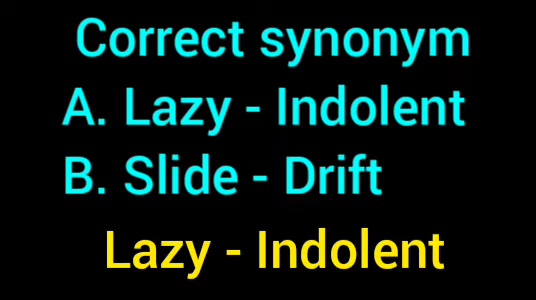 Correct synonym
A. Lazy - Indolent
B. Slide - Drift
Lazy - Indolent